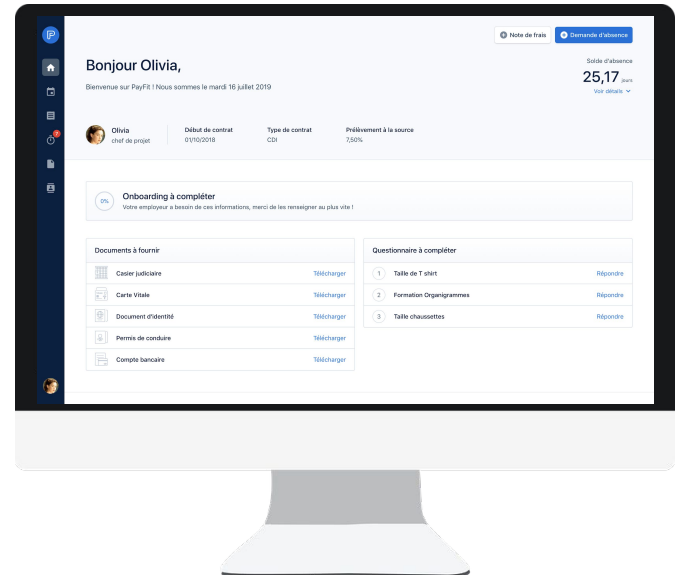 Note de frais
Demande d'absence
Bonjour Olivia,
Bienvenue sur PayFit ! Nous sommes le mardi 16 juillet 2019
Solde d'absence
25,17 jours
Voir détails
7
Olivia
chef de projet
Début de contrat
01/10/2018
Type de contrat
CDI
Prélèvement à la source
7,50%
0%
Onboarding à compléter
Votre employeur a besoin de ces informations, merci de les renseigner au plus vite !
Documents à fournir
Casier judiciaire Télécharger
Carte Vitale Télécharger
Document d'identité Télécharger
Permis de conduire Télécharger
Compte bancaire Télécharger
Questionnaire à compléter
1 Taille de T shirt Répondre
2 Formation Organigrammes Répondre
3 Taille chaussettes Répondre